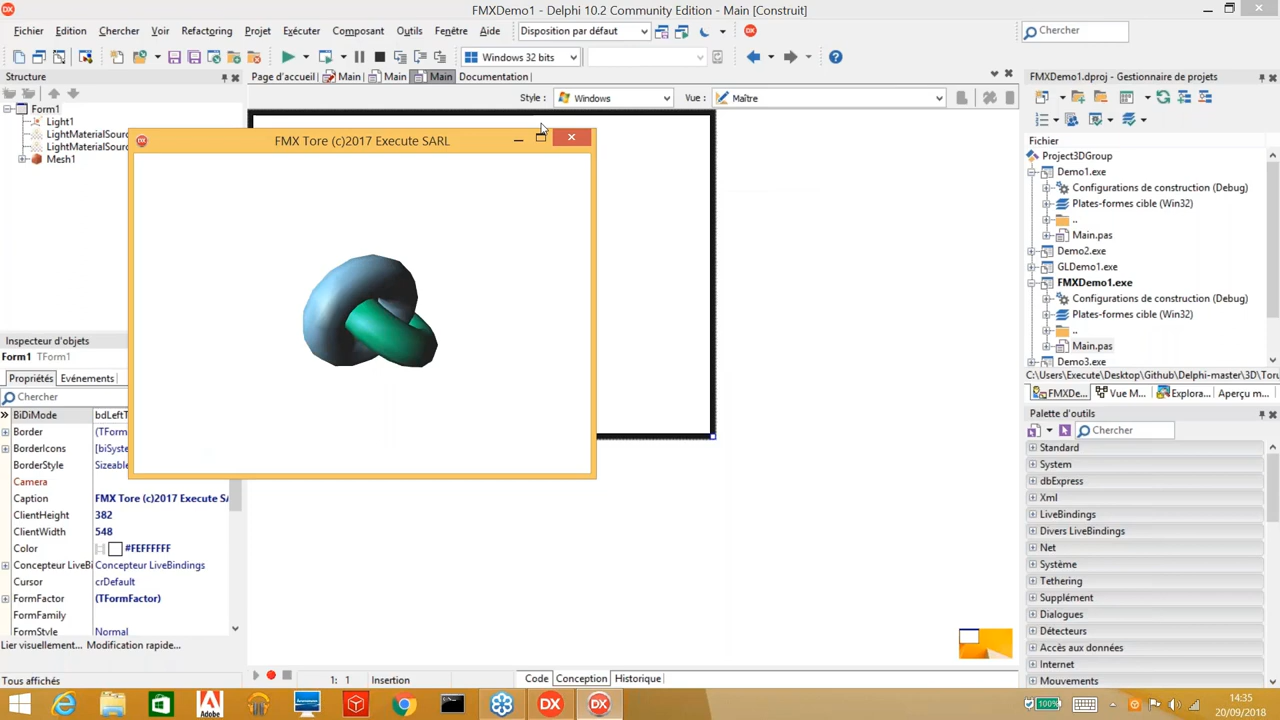 FMXDemo1 - Delphi 10.2 Community Edition - Main [Construit]
Fichier Edition Chercher Voir Refactoring Projet Exécuter Composant Outils Fenêtre Aide Disposition par défaut Chercher
Windows 32 bits
Structure
Page d'accueil Main Main Main Documentation
Style : Windows Vue : Maître
Form1
Light1
LightMaterialSour
LightMaterialSour
Mesh1
FMX Tore (c)2017 Execute SARL
FMXDemo1.dproj - Gestionnaire de projets
Fichier
Project3DGroup
Demo1.exe
Configurations de construction (Debug)
Plates-formes cible (Win32)
..
Main.pas
Demo2.exe
GLDemo1.exe
FMXDemo1.exe
Configurations de construction (Debug)
Plates-formes cible (Win32)
..
Main.pas
Demo3.exe
C:\Users\Execute\Desktop\Github\Delphi-master\3D\Toru
FMXDe... Vue M... Explora... Aperçu m...
Inspecteur d'objets
Form1 TForm1
Propriétés Evénements
Chercher
BiDiMode bdLeftT
Border (TForm
BorderIcons [biSyste
BorderStyle Sizeable
Camera
Caption FMX Tore (c)2017 Execute SA
ClientHeight 382
ClientWidth 548
Color #FEFFFFFF
Concepteur LiveBi Concepteur LiveBindings
Cursor crDefault
FormFactor (TFormFactor)
FormFamily
FormStyle Normal
Lier visuellement... Modification rapide...
Tous affichés
1: 1 Insertion Code Conception Historique
Palette d'outils
Chercher
Standard
System
dbExpress
Xml
LiveBindings
Divers LiveBindings
Net
Système
Tethering
Supplément
Dialogues
Détecteurs
Accès aux données
Internet
Mouvements
Adobe
DX DX
100%
14:35
20/09/2018